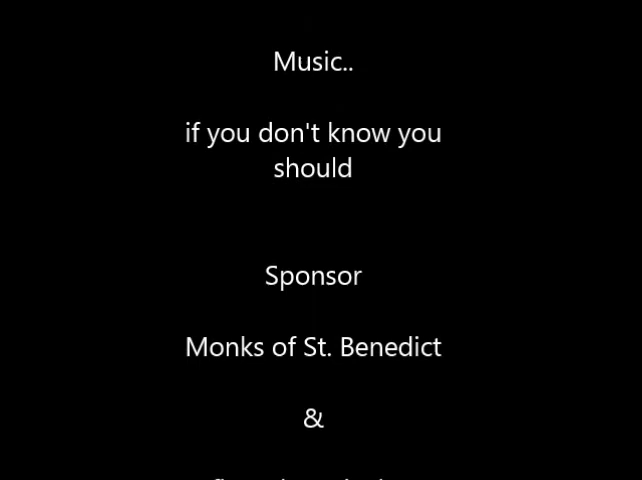 Music..
if you don't know you
should
Sponsor
Monks of St. Benedict
&